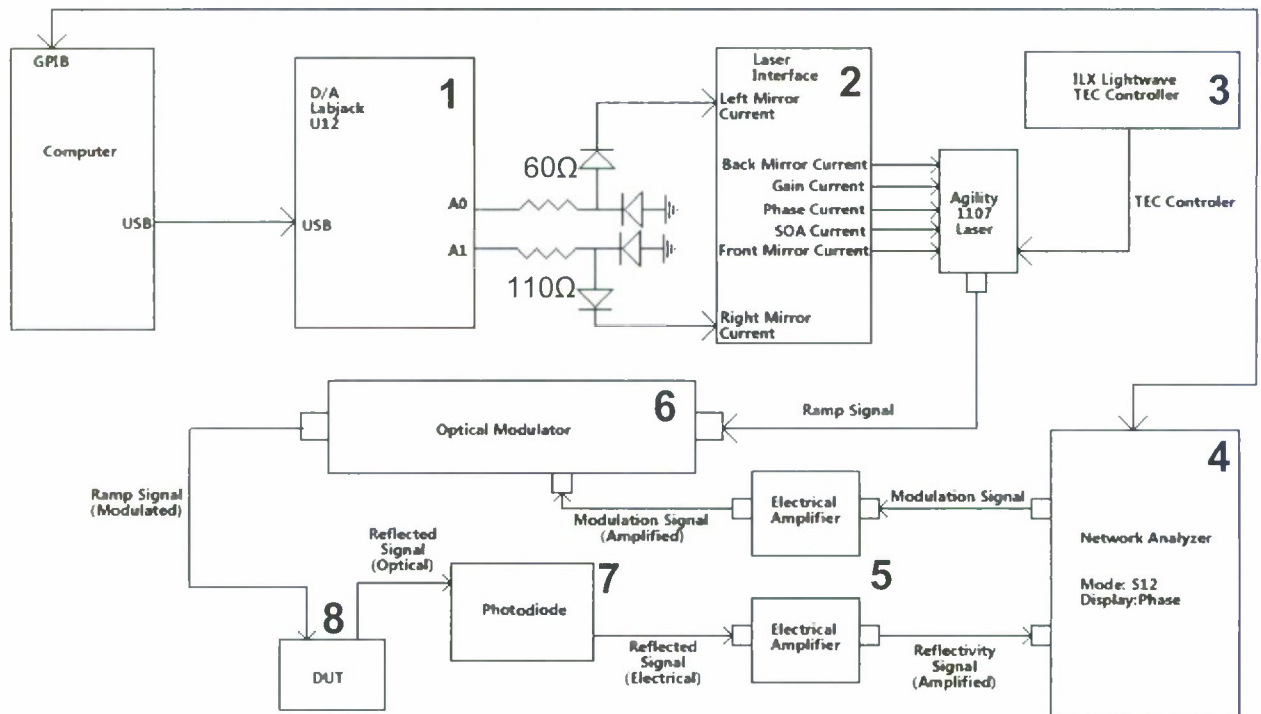 GPIB
Computer
USB
1
D/A
Labjack
U12
USB
A0
A1
60Ω
110Ω
Laser
Interface
2
Left Mirror
Current
Back Mirror Current
Gain Current
Phase Current
SOA Current
Front Mirror Current
Right Mirror
Current
ILX Lightwave
TEC Controller
3
Agility
1107
Laser
TEC Controler
6
Optical Modulator
Ramp Signal
4
Ramp Signal
(Modulated)
Modulation Signal
(Amplified)
Electrical
Amplifier
Modulation Signal
Network Analyzer
Mode: S12
Display:Phase
Reflected
Signal
(Optical)
7
Photodiode
5
8
DUT
Reflected
Signal
(Electrical)
Electrical
Amplifier
Reflectivity
Signal
(Amplified)